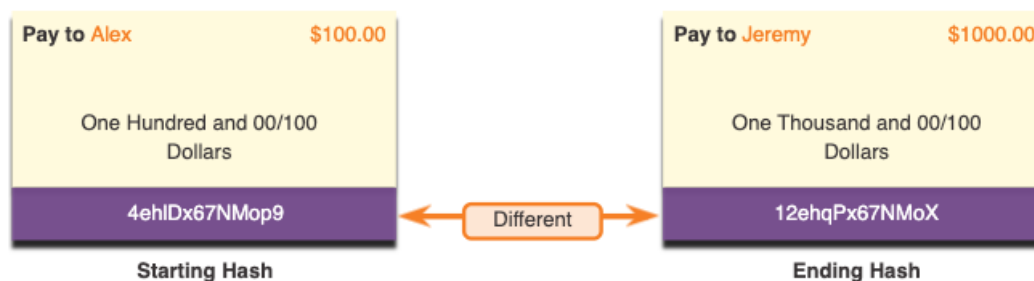 Pay to Alex $100.00
One Hundred and 00/100
Dollars
4ehIDx67NMop9
Starting Hash
Different
Pay to Jeremy $1000.00
One Thousand and 00/100
Dollars
12ehqPx67NMoX
Ending Hash